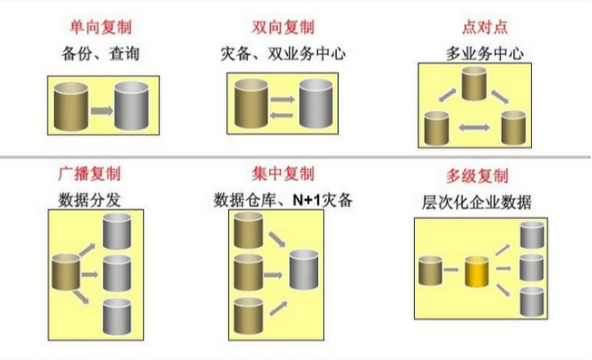 单向复制
备份、查询
双向复制
灾备、双业务中心
点对点
多业务中心
广播复制
数据分发
集中复制
数据仓库、N+1灾备
多级复制
层次化企业数据